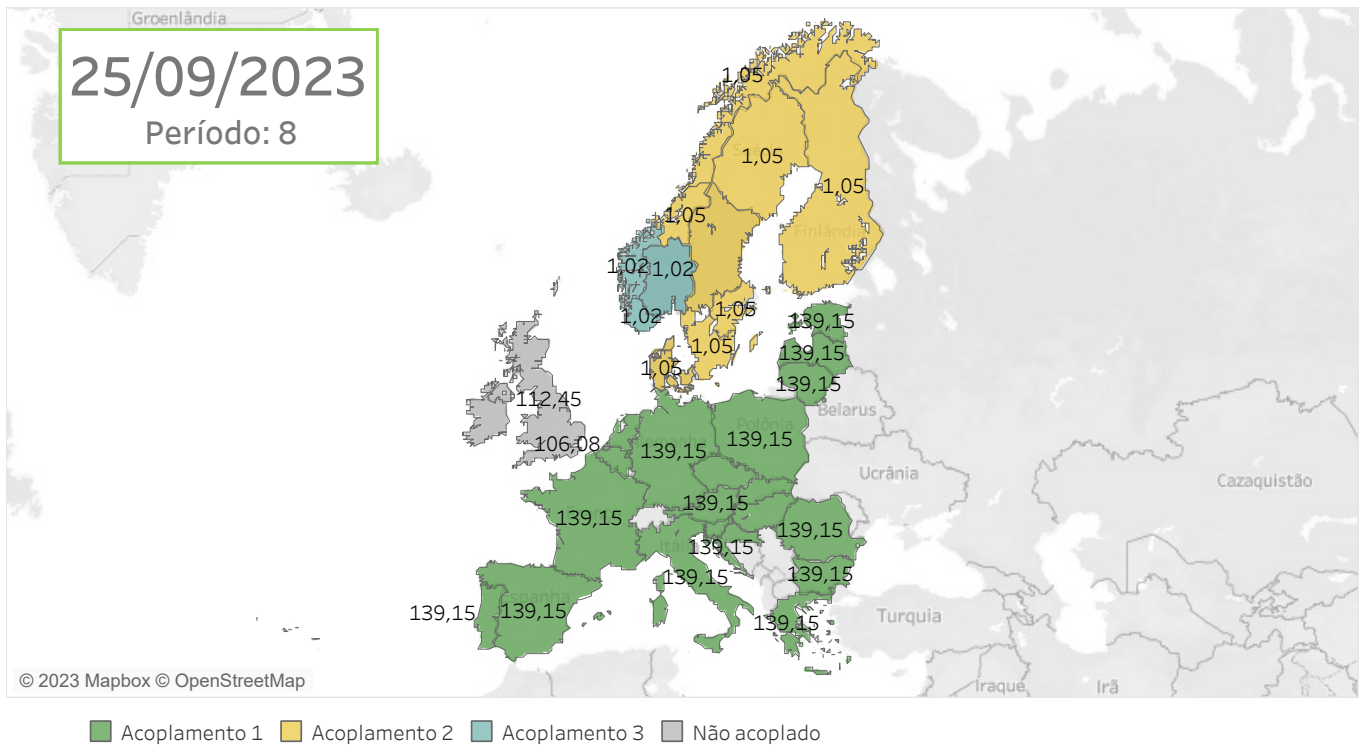 Groenlândia
25/09/2023
Período: 8
1,05
1,05
1,05
1,05
Finlândia
1,02
1,02
1,02
1,05
1,05
1,05
139,15
139,15
139,15
112,45
106,08
Belarus
Polônia
139,15
139,15
Ucrânia
Cazaquistão
139,15
139,15
139,15
Itália
139,15
139,15
139,15
Espanha
139,15
139,15
139,15
Turquia
Iraque
Irã
© 2023 Mapbox © OpenStreetMap
Acoplamento 1
Acoplamento 2
Acoplamento 3
Não acoplado